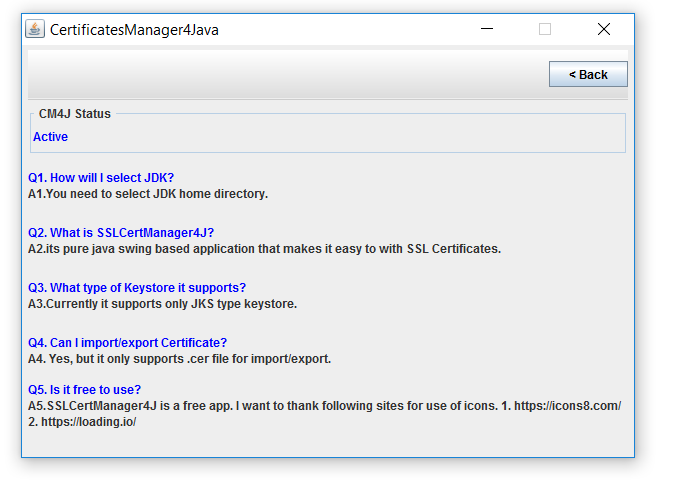 CertificatesManager4Java
< Back
CM4J Status
Active
Q1. How will I select JDK?
A1.You need to select JDK home directory.
Q2. What is SSLCertManager4J?
A2.its pure java swing based application that makes it easy to with SSL Certificates.
Q3. What type of Keystore it supports?
A3.Currently it supports only JKS type keystore.
Q4. Can I import/export Certificate?
A4. Yes, but it only supports .cer file for import/export.
Q5. Is it free to use?
A5.SSLCertManager4J is a free app. I want to thank following sites for use of icons. 1. https://icons8.com/
2. https://loading.io/